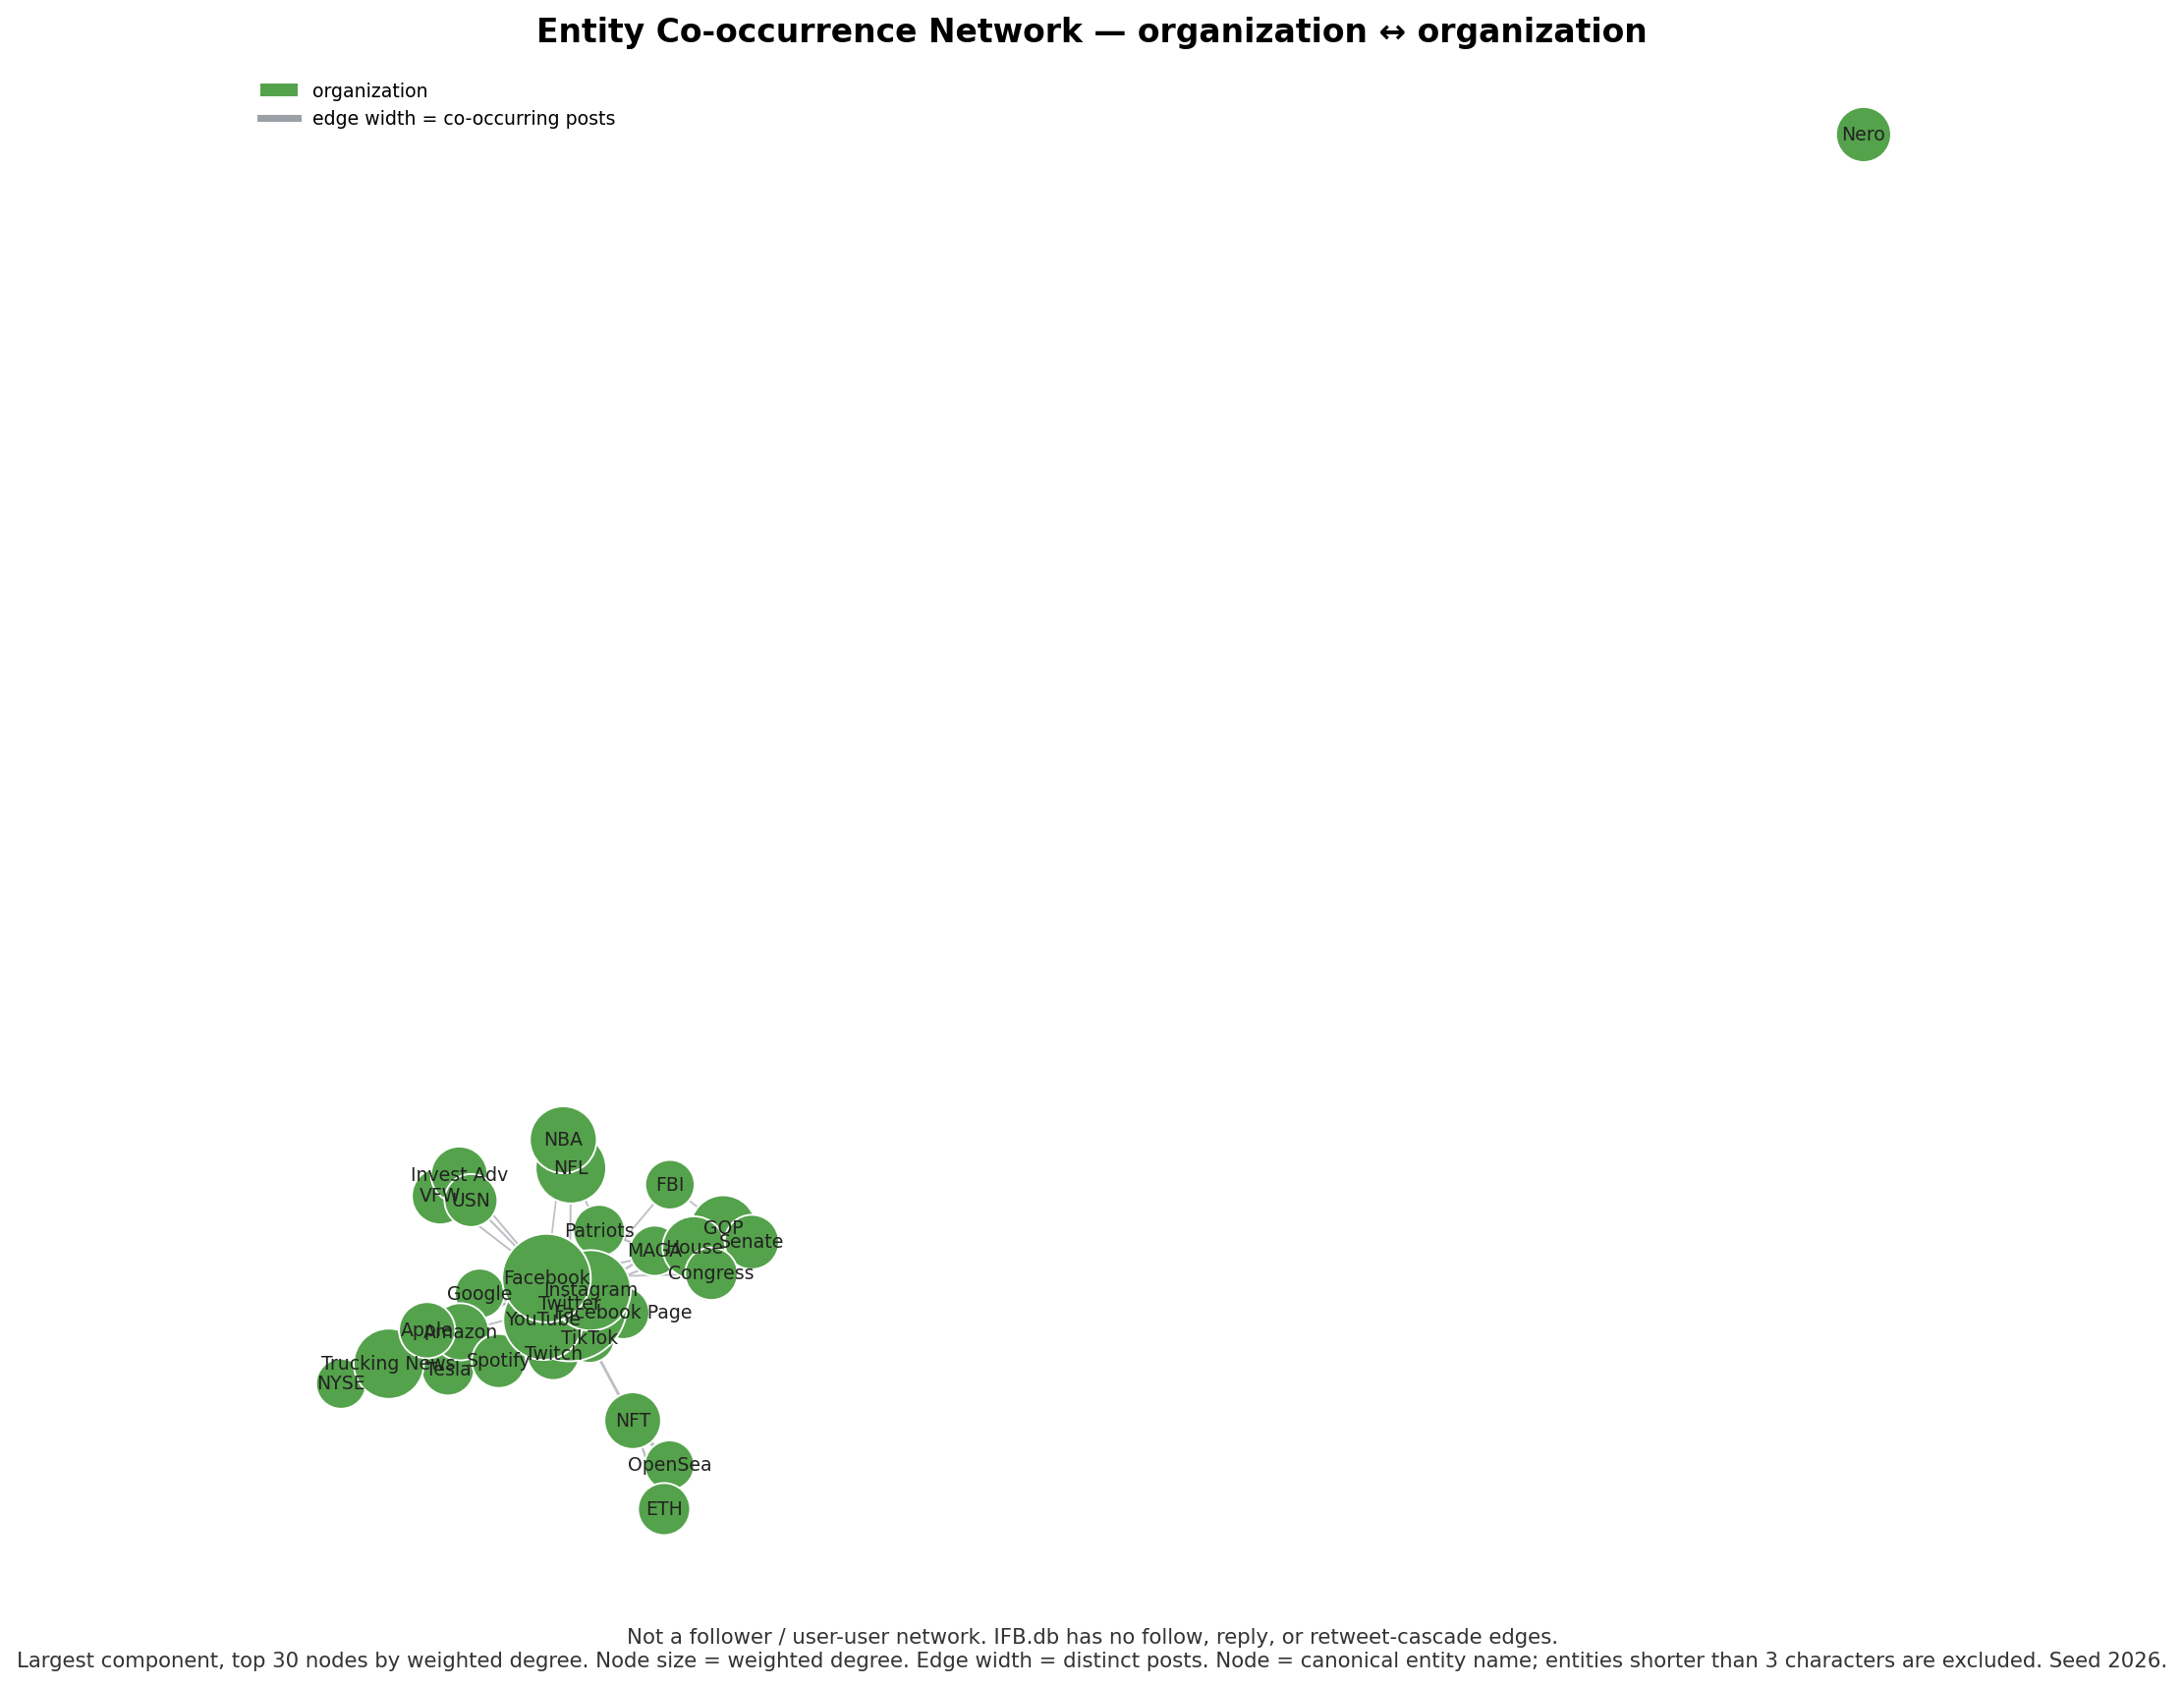 Entity Co-occurrence Network — organization ↔ organization
organization
edge width = co-occurring posts
Nero
NBA
NFL
Invest Adv
VFW
USN
FBI
Patriots
GOP
MAGA
House
Senate
Congress
Facebook
Instagram
Google
Twitter
Facebook Page
YouTube
Apple
Amazon
TikTok
Twitch
Trucking News
Spotify
Tesla
NYSE
NFT
OpenSea
ETH
Not a follower / user-user network. IFB.db has no follow, reply, or retweet-cascade edges.
Largest component, top 30 nodes by weighted degree. Node size = weighted degree. Edge width = distinct posts. Node = canonical entity name; entities shorter than 3 characters are excluded. Seed 2026.